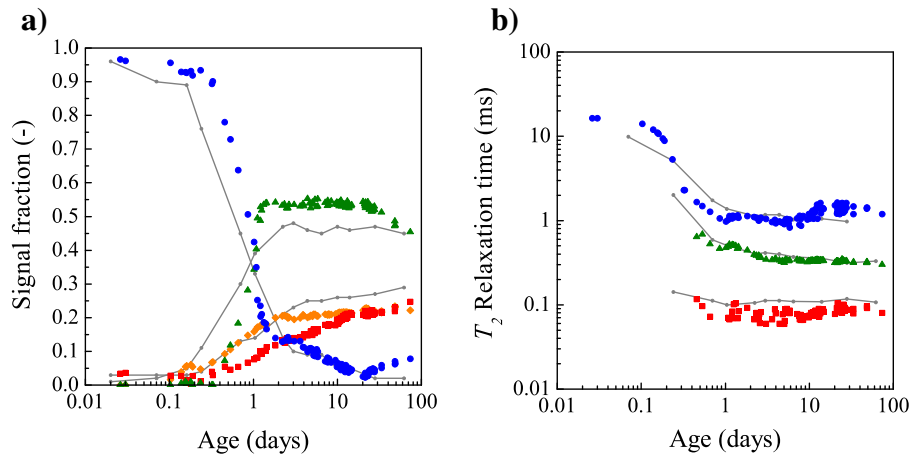 a)
1.0
0.9
0.8
0.7
0.6
0.5
0.4
0.3
0.2
0.1
0.0
Signal fraction (-)
0.01 0.1 1 10 100
Age (days)
b)
100
10
1
0.1
0.01
T2 Relaxation time (ms)
0.01 0.1 1 10 100
Age (days)